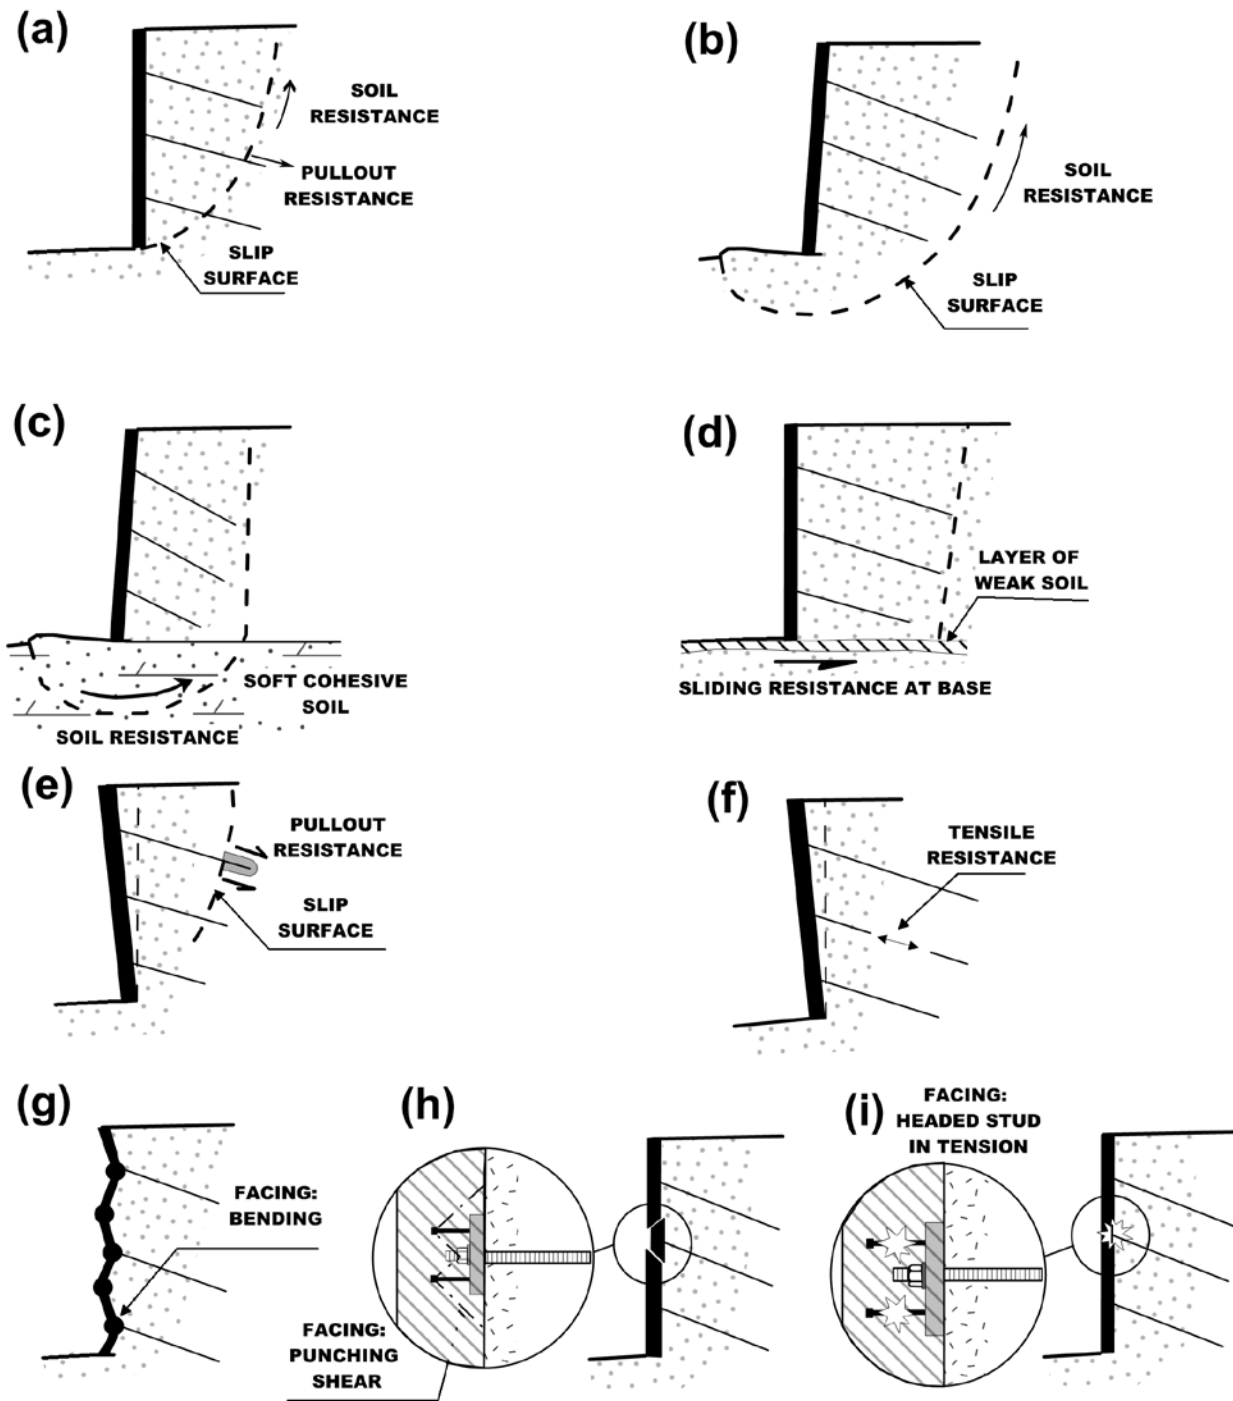 (a)
SOIL
RESISTANCE
PULLOUT
RESISTANCE
SLIP
SURFACE
(b)
SOIL
RESISTANCE
SLIP
SURFACE
(c)
SOFT COHESIVE
SOIL
SOIL RESISTANCE
(d)
LAYER OF
WEAK SOIL
SLIDING RESISTANCE AT BASE
(e)
PULLOUT
RESISTANCE
SLIP
SURFACE
(f)
TENSILE
RESISTANCE
(g)
FACING:
BENDING
(h)
FACING:
PUNCHING
SHEAR
(i)
FACING:
HEADED STUD
IN TENSION